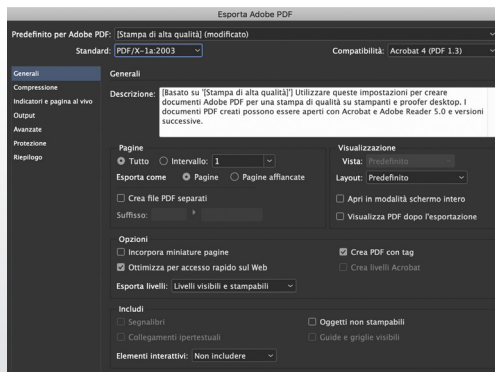 Esporta Adobe PDF
Predefinito per Adobe PDF: [Stampa di alta qualità] (modificato)
Standard: PDF/X-1a:2003 Compatibilità: Acrobat 4 (PDF 1.3)
Generali
Compressione
Indicatori e pagina al vivo
Output
Avanzate
Protezione
Riepilogo
Generali
Descrizione: [Basato su '[Stampa di alta qualità]'] Utilizzare queste impostazioni per creare
documenti Adobe PDF per una stampa di qualità su stampanti e proofer desktop. I
documenti PDF creati possono essere aperti con Acrobat e Adobe Reader 5.0 e versioni
successive.
Pagine
Tutto Intervallo: 1
Esporta come Pagine Pagine affiancate
Crea file PDF separati
Suffisso:
Visualizzazione
Vista: Predefinito
Layout: Predefinito
Apri in modalità schermo intero
Visualizza PDF dopo l'esportazione
Opzioni
Incorpora miniature pagine Crea PDF con tag
Ottimizza per accesso rapido sul Web Crea livelli Acrobat
Esporta livelli: Livelli visibili e stampabili
Includi
Segnalibri Oggetti non stampabili
Collegamenti ipertestuali Guide e griglie visibili
Elementi interattivi: Non includere